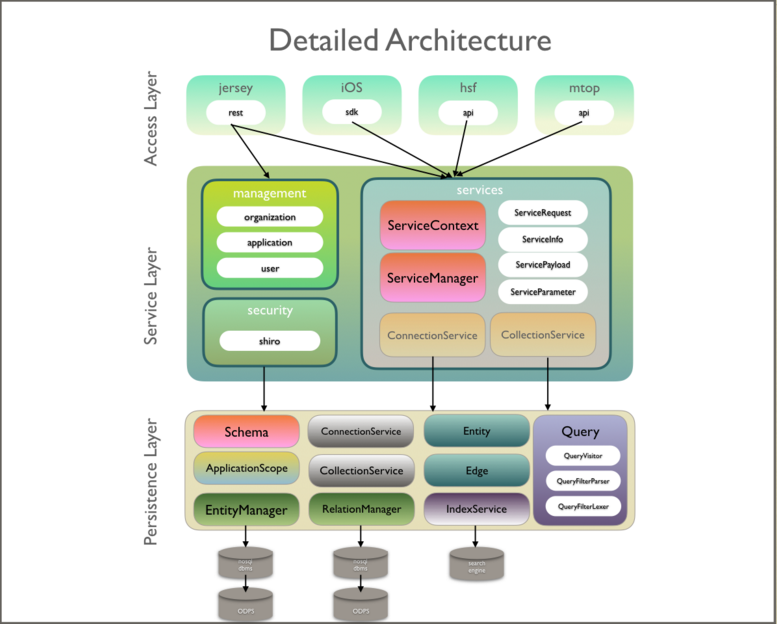 Detailed Architecture
Access Layer
jersey
rest
iOS
sdk
hsf
api
mtop
api
Service Layer
management
organization
application
user
security
shiro
services
ServiceContext
ServiceManager
ServiceRequest
ServiceInfo
ServicePayload
ServiceParameter
ConnectionService
CollectionService
Persistence Layer
Schema
ApplicationScope
EntityManager
ConnectionService
CollectionService
RelationManager
Entity
Edge
IndexService
Query
QueryVisitor
QueryFilterParser
QueryFilterLexer
nosql
dbms
nosql
dbms
search
engine
ODPS
ODPS